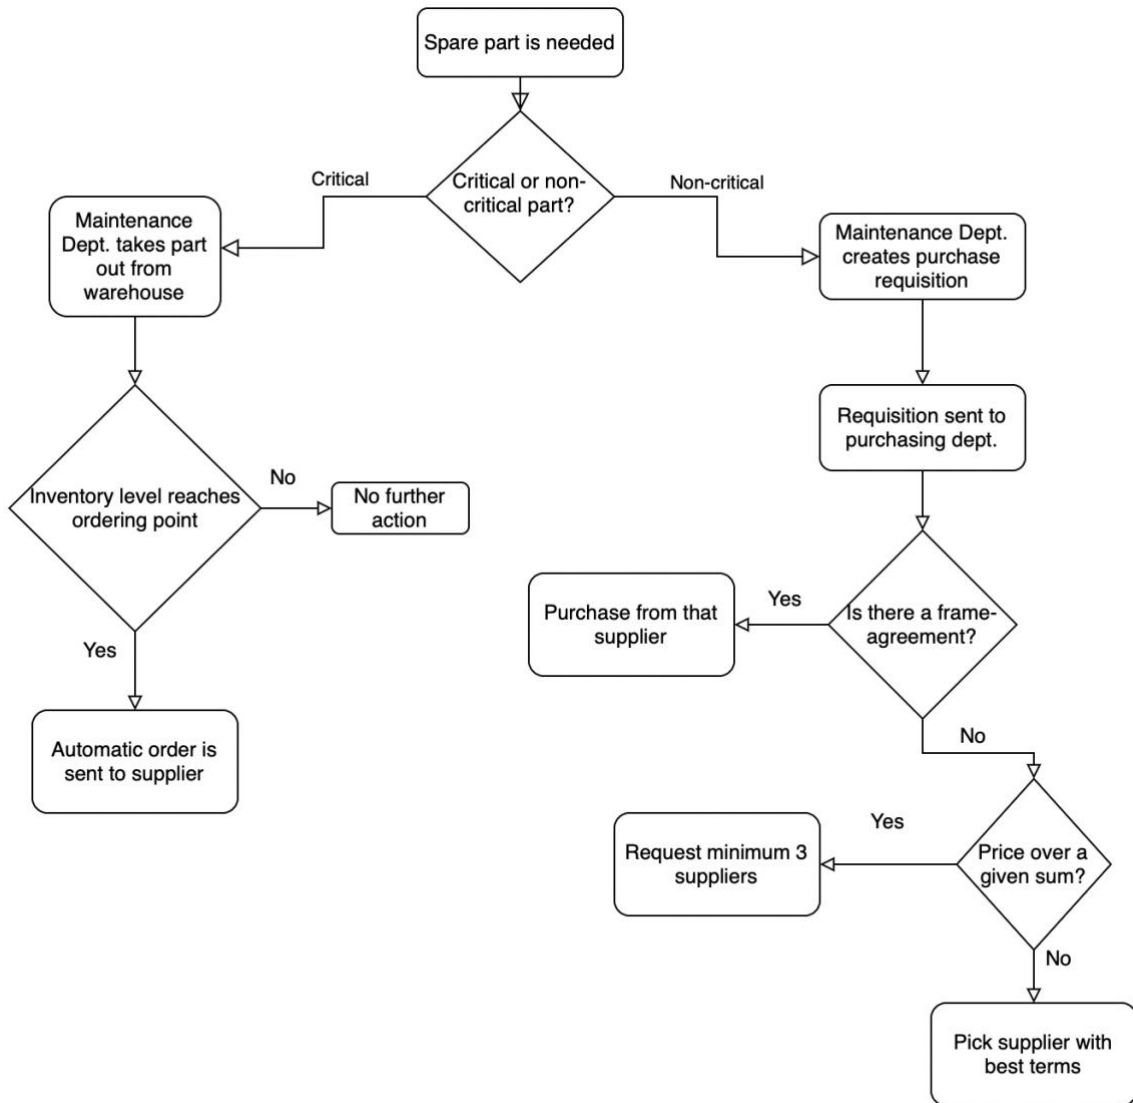 Spare part is needed
Critical or non-
critical part?
Critical
Non-critical
Maintenance
Dept. takes part
out from
warehouse
Maintenance Dept.
creates purchase
requisition
Requisition sent to
purchasing dept.
Inventory level reaches
ordering point
No
No further
action
Yes
Automatic order is
sent to supplier
Is there a frame-
agreement?
Yes
Purchase from that
supplier
No
Price over a
given sum?
Yes
Request minimum 3
suppliers
No
Pick supplier with
best terms